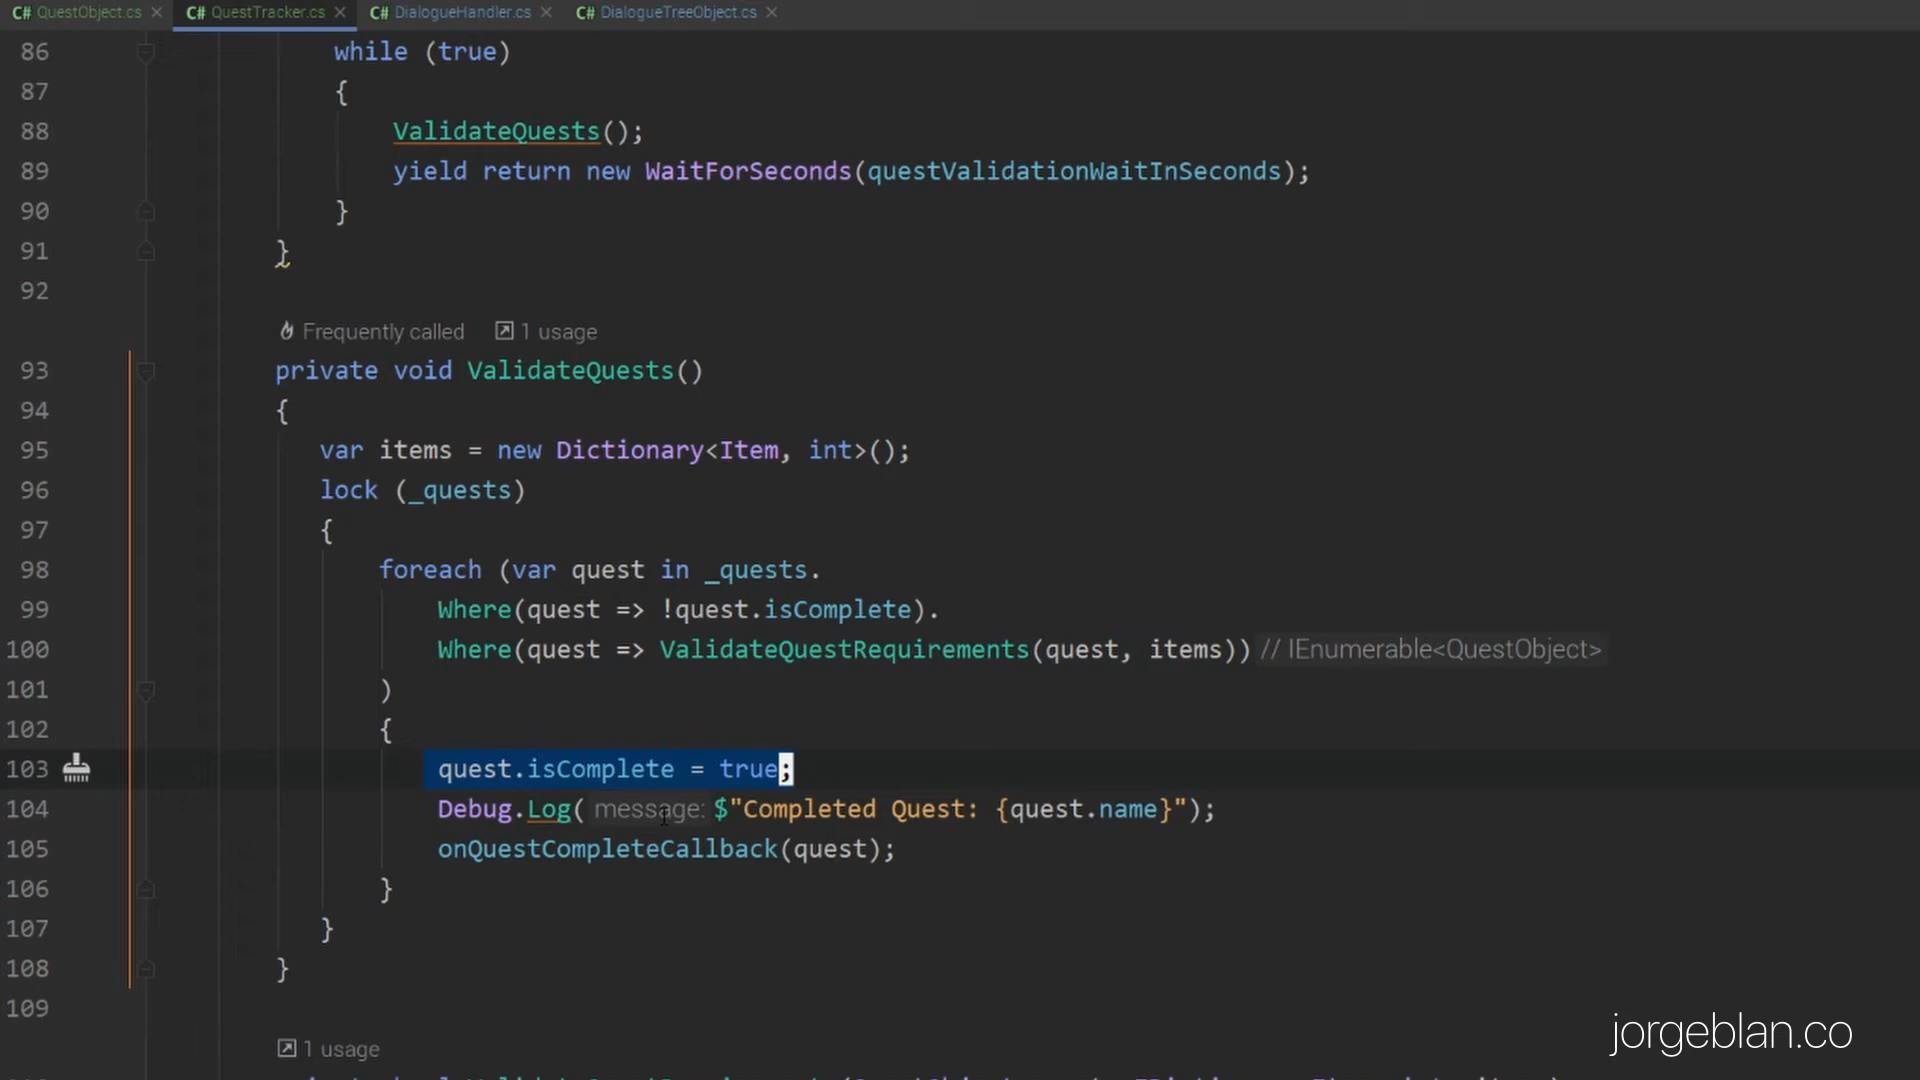 C# QuestObject.cs × C# QuestTracker.cs × C# DialogueHandler.cs × C# DialogueTreeObject.cs ×
86 while (true)
87 {
88 ValidateQuests();
89 yield return new WaitForSeconds(questValidationWaitInSeconds);
90 }
91 }
92
Frequently called 1 usage
93 private void ValidateQuests()
94 {
95 var items = new Dictionary<Item, int>();
96 lock (_quests)
97 {
98 foreach (var quest in _quests.
99 Where(quest => !quest.isComplete).
100 Where(quest => ValidateQuestRequirements(quest, items)) // IEnumerable<QuestObject>
101 )
102 {
103 quest.isComplete = true;
104 Debug.Log( message: $"Completed Quest: {quest.name}");
105 onQuestCompleteCallback(quest);
106 }
107 }
108 }
109
1 usage
jorgeblan.co